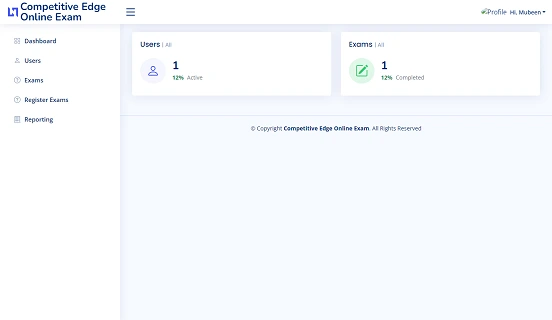 Competitive Edge
Online Exam
Profile Hi, Mubeen
Dashboard
Users
Exams
Register Exams
Reporting
Users | All
1
12% Active
Exams | All
1
12% Completed
© Copyright Competitive Edge Online Exam. All Rights Reserved